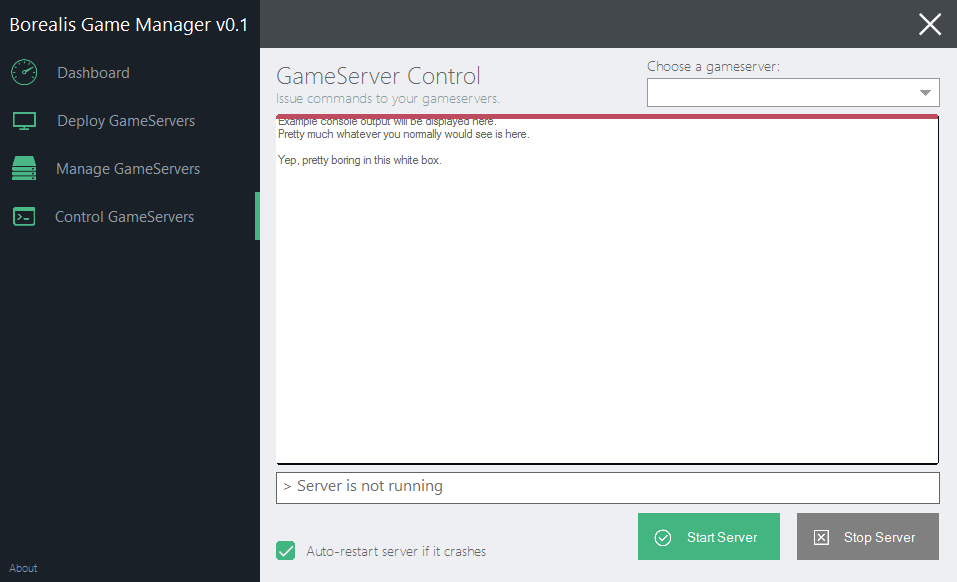 Borealis Game Manager v0.1
Dashboard
Deploy GameServers
Manage GameServers
Control GameServers
About
GameServer Control
Issue commands to your gameservers.
Choose a gameserver:
Example console output will be displayed here.
Pretty much whatever you normally would see is here.
Yep, pretty boring in this white box.
> Server is not running
Auto-restart server if it crashes
Start Server
Stop Server